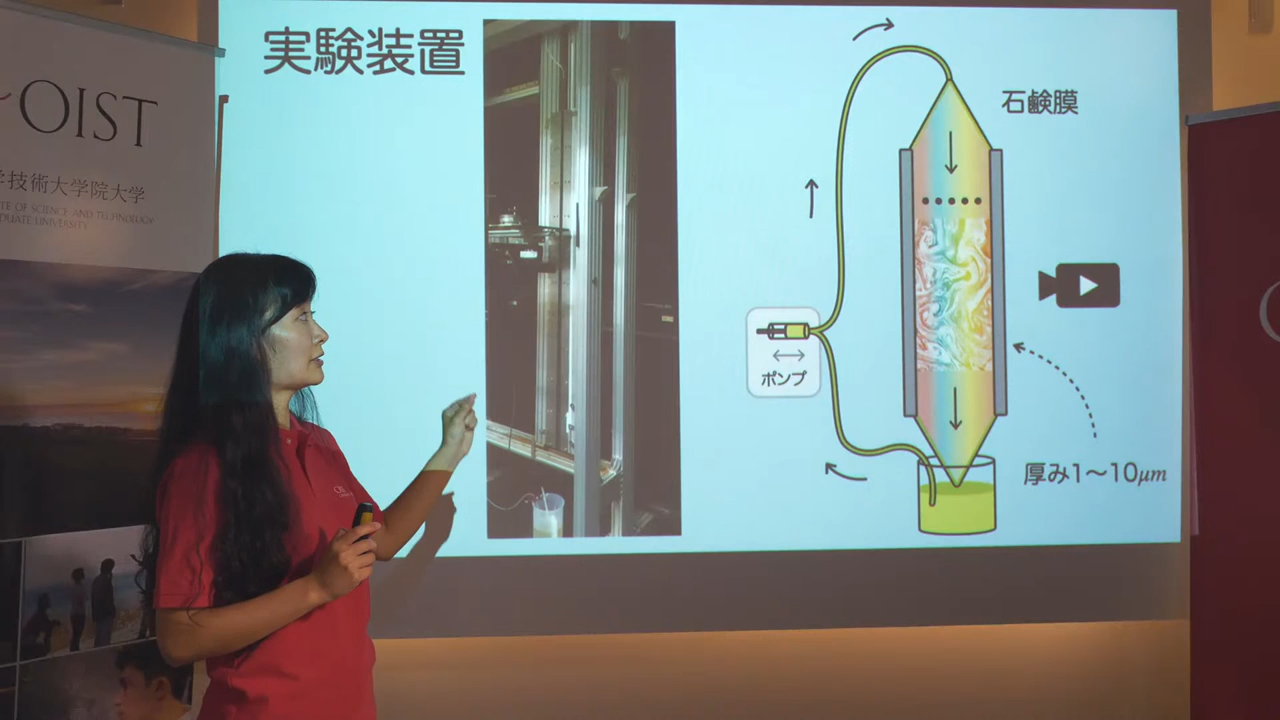 OIST
学技術大学院大学
TE OF SCIENCE AND TECHNOLOGY
DUATE UNIVERSITY
実験装置
石鹸膜
ポンプ
厚み1〜10μm